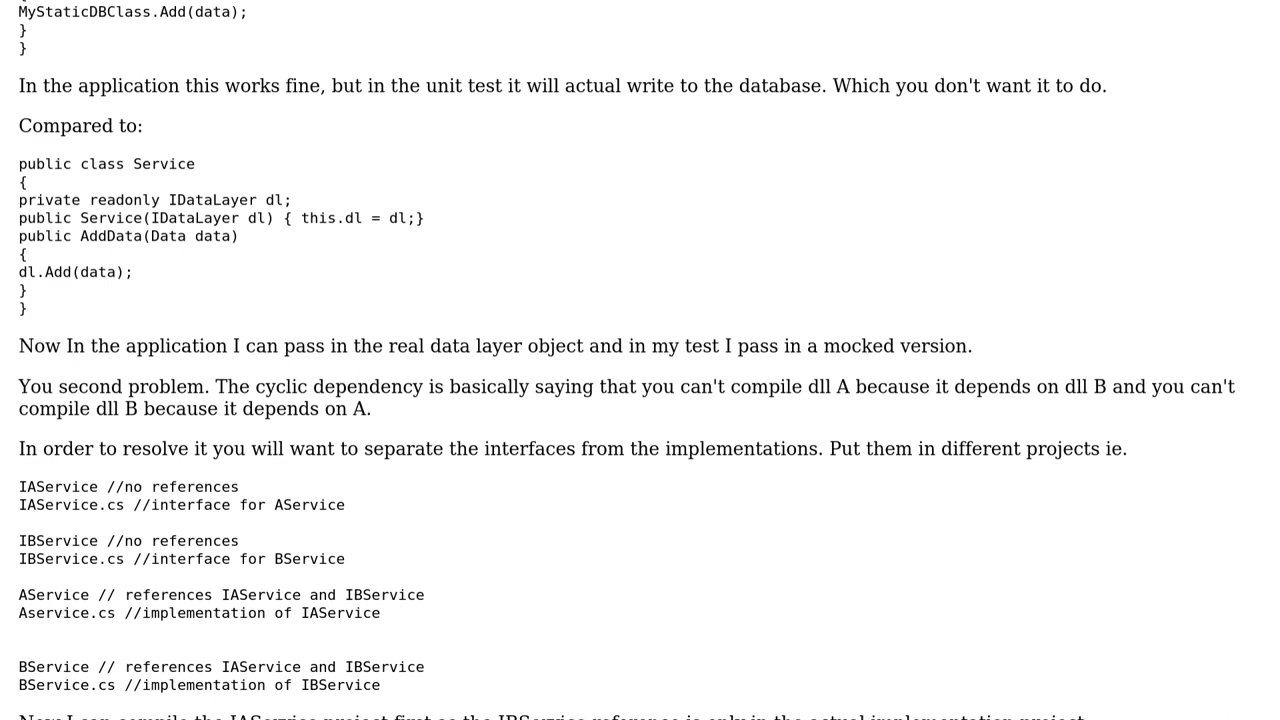 MyStaticDBClass.Add(data);
}
}
In the application this works fine, but in the unit test it will actual write to the database. Which you don't want it to do.
Compared to:
public class Service
{
private readonly IDataLayer dl;
public Service(IDataLayer dl) { this.dl = dl;}
public AddData(Data data)
{
dl.Add(data);
}
}
Now In the application I can pass in the real data layer object and in my test I pass in a mocked version.
You second problem. The cyclic dependency is basically saying that you can't compile dll A because it depends on dll B and you can't
compile dll B because it depends on A.
In order to resolve it you will want to separate the interfaces from the implementations. Put them in different projects ie.
IAService //no references
IAService.cs //interface for AService
IBService //no references
IBService.cs //interface for BService
AService // references IAService and IBService
Aservice.cs //implementation of IAService
BService // references IAService and IBService
BService.cs //implementation of IBService